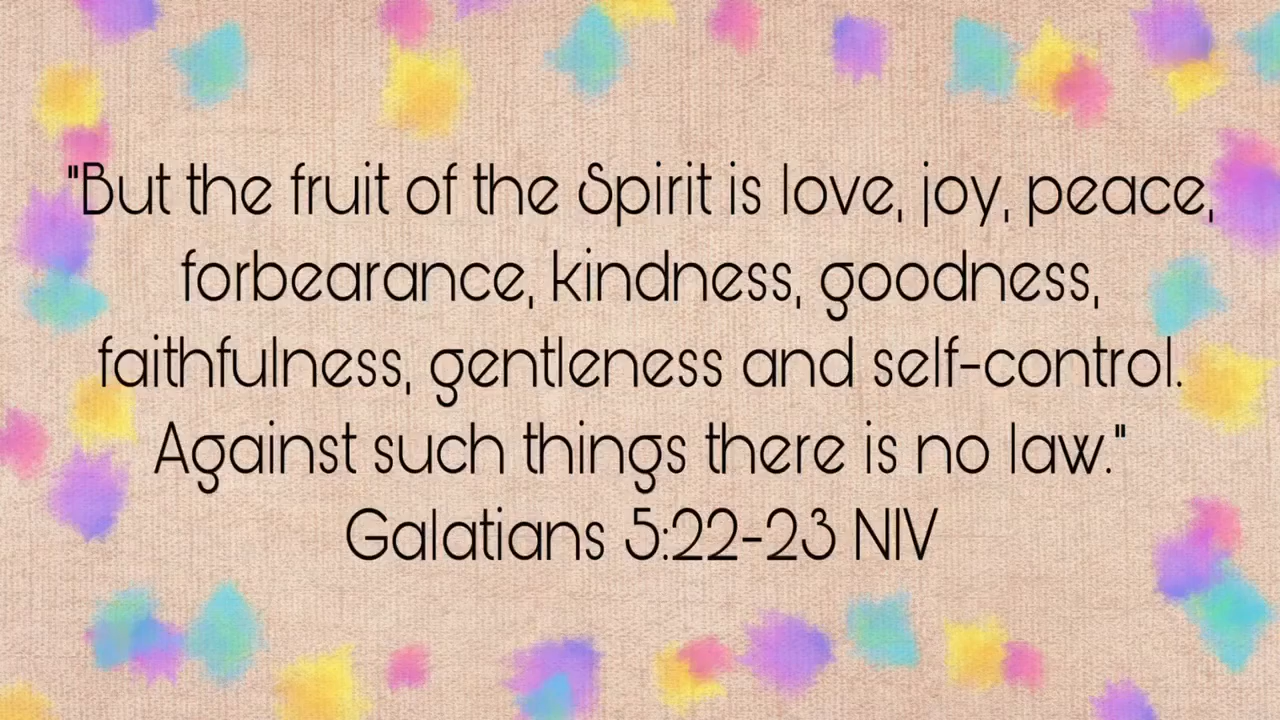 "But the fruit of the Spirit is love, joy, peace,
forbearance, kindness, goodness,
faithfulness, gentleness and self-control.
Against such things there is no law."
Galatians 5:22-23 NIV